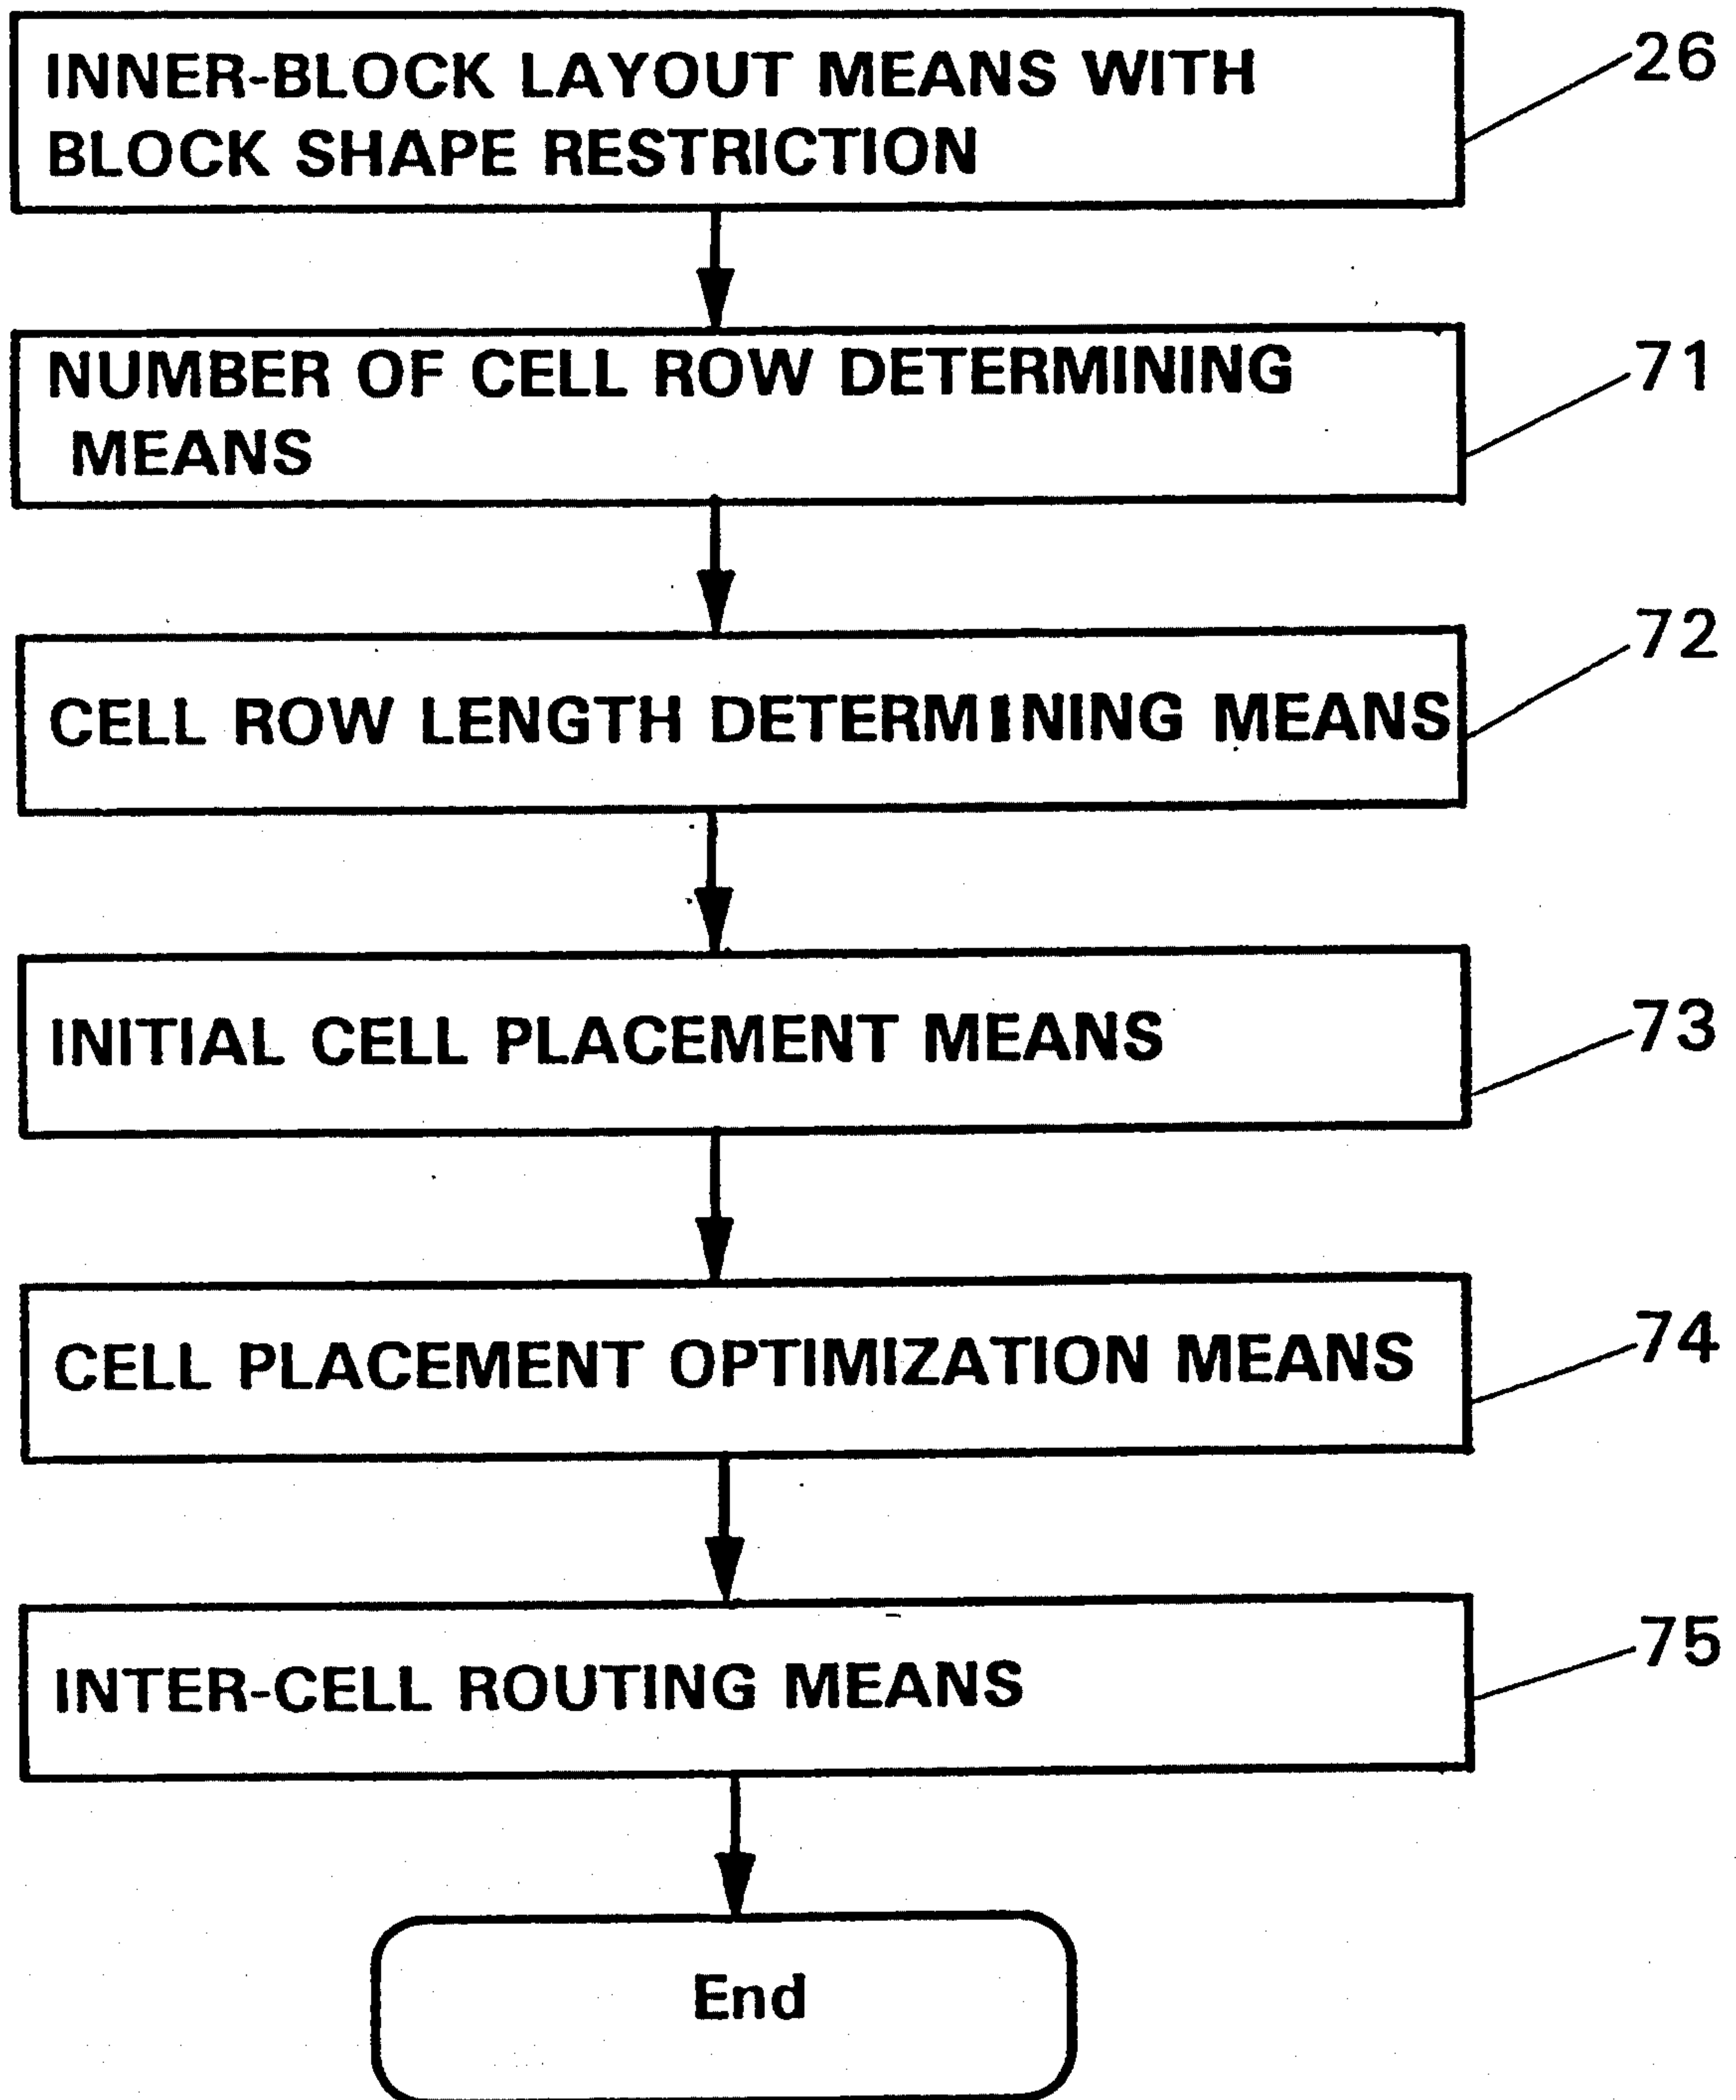 INNER-BLOCK LAYOUT MEANS WITH
BLOCK SHAPE RESTRICTION
26
NUMBER OF CELL ROW DETERMINING
MEANS
71
CELL ROW LENGTH DETERMINING MEANS
72
INITIAL CELL PLACEMENT MEANS
73
CELL PLACEMENT OPTIMIZATION MEANS
74
INTER-CELL ROUTING MEANS
75
End